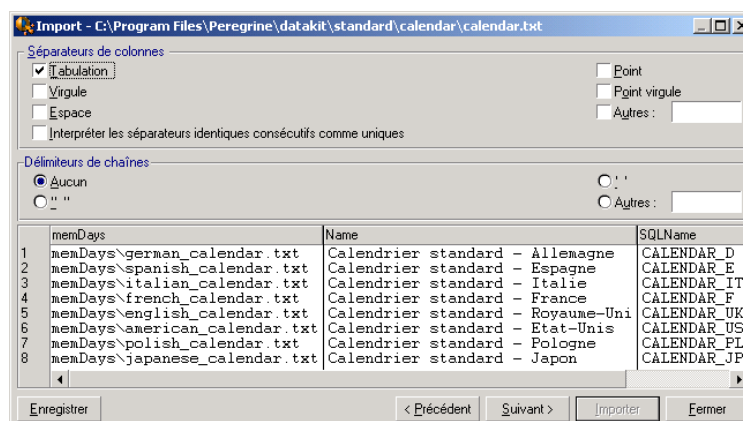 Import - C:\Program Files\Peregrine\datakit\standard\calendar\calendar.txt
Séparateurs de colonnes
Tabulation
Point
Virgule
Point virgule
Espace
Autres :
Interpréter les séparateurs identiques consécutifs comme uniques
Délimiteurs de chaînes
Aucun
' '
" "
Autres :
memDays Name SQLName
1 memDays\german_calendar.txt Calendrier standard - Allemagne CALENDAR_D
2 memDays\spanish_calendar.txt Calendrier standard - Espagne CALENDAR_E
3 memDays\italian_calendar.txt Calendrier standard - Italie CALENDAR_IT
4 memDays\french_calendar.txt Calendrier standard - France CALENDAR_F
5 memDays\english_calendar.txt Calendrier standard - Royaume-Uni CALENDAR_UK
6 memDays\american_calendar.txt Calendrier standard - Etat-Unis CALENDAR_US
7 memDays\polish_calendar.txt Calendrier standard - Pologne CALENDAR_PL
8 memDays\japanese_calendar.txt Calendrier standard - Japon CALENDAR_JP
Enregistrer < Précédent Suivant > Importer Fermer